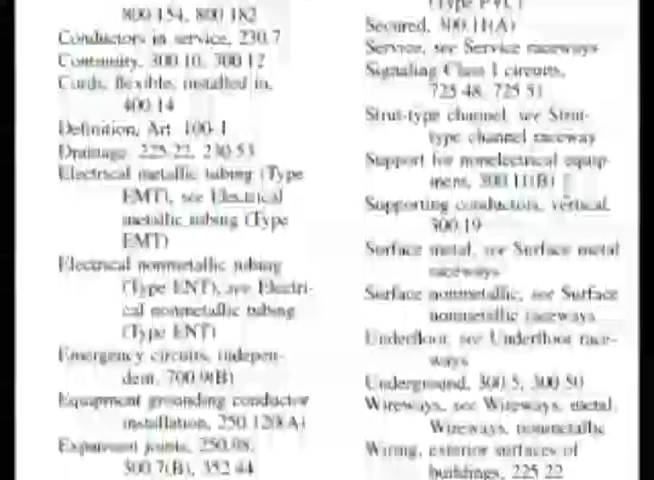 800.154, 800.182
Conductors in service, 230.7
Continuity, 300.10, 300.12
Cords, flexible, installed in,
400.14
Definition, Art. 100-I
Drainage, 225.22, 230.53
Electrical metallic tubing (Type
EMT), see Electrical
metallic tubing (Type
EMT)
Electrical nonmetallic tubing
(Type ENT), see Electri-
cal nonmetallic tubing
(Type ENT)
Emergency circuits, indepen-
dent, 700.9(B)
Equipment grounding conductor
installation, 250.120(A)
Expansion joints, 250.98,
300.7(B), 352.44
(Type PVC)
Secured, 300.11(A)
Service, see Service raceways
Signaling Class 1 circuits,
725.48, 725.51
Strut-type channel, see Strut-
type channel raceway
Support for nonelectrical equip-
ment, 300.11(B)
Supporting conductors, vertical,
300.19
Surface metal, see Surface metal
raceways
Surface nonmetallic, see Surface
nonmetallic raceways
Underfloor, see Underfloor race-
ways
Underground, 300.5, 300.50
Wireways, see Wireways, metal;
Wireways, nonmetallic
Wiring, exterior surfaces of
buildings, 225.22